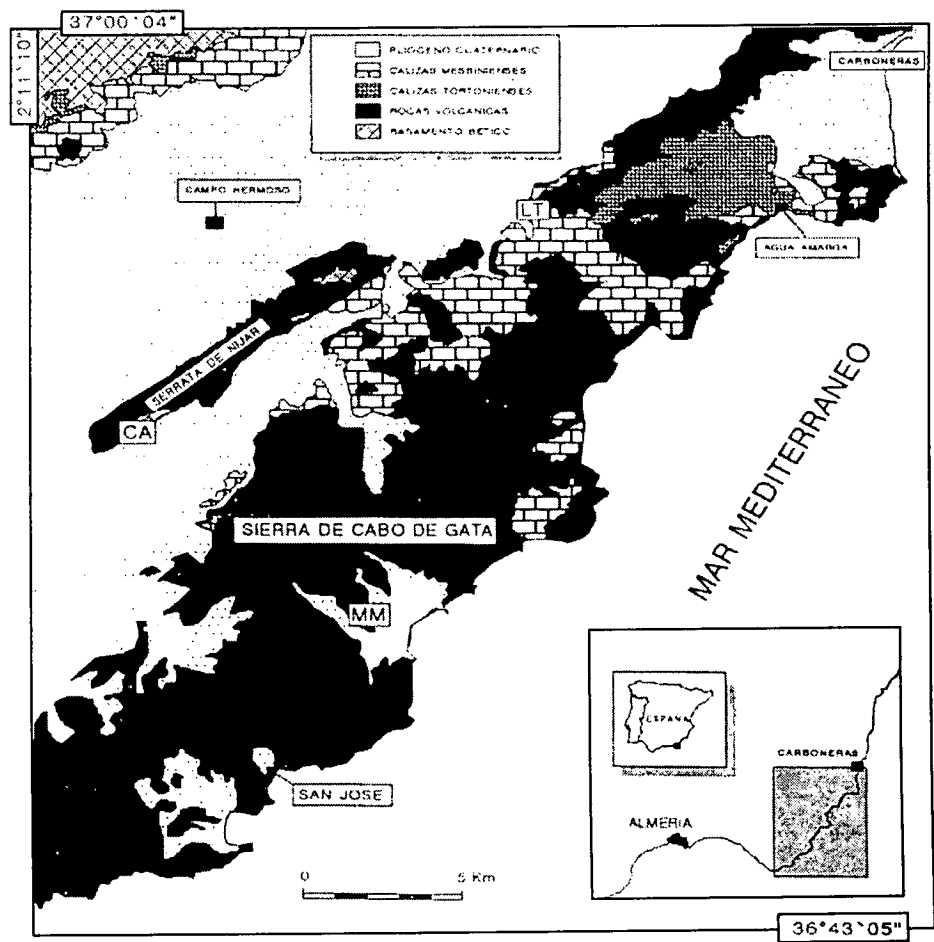 37°00'04"
2°11'10"
PLIOCENO CUATERNARIO
CALIZAS MESSINIENSES
CALIZAS TORTONIENSES
ROCAS VOLCANICAS
BASAMENTO BETICO
CARBONERAS
CAMPO HERMOSO
LT
AGUA AMARGA
SERRATA DE NIJAR
CA
MAR MEDITERRANEO
SIERRA DE CABO DE GATA
MM
SAN JOSE
ESPAÑA
CARBONERAS
ALMERIA
0 5 Km
36°43'05"